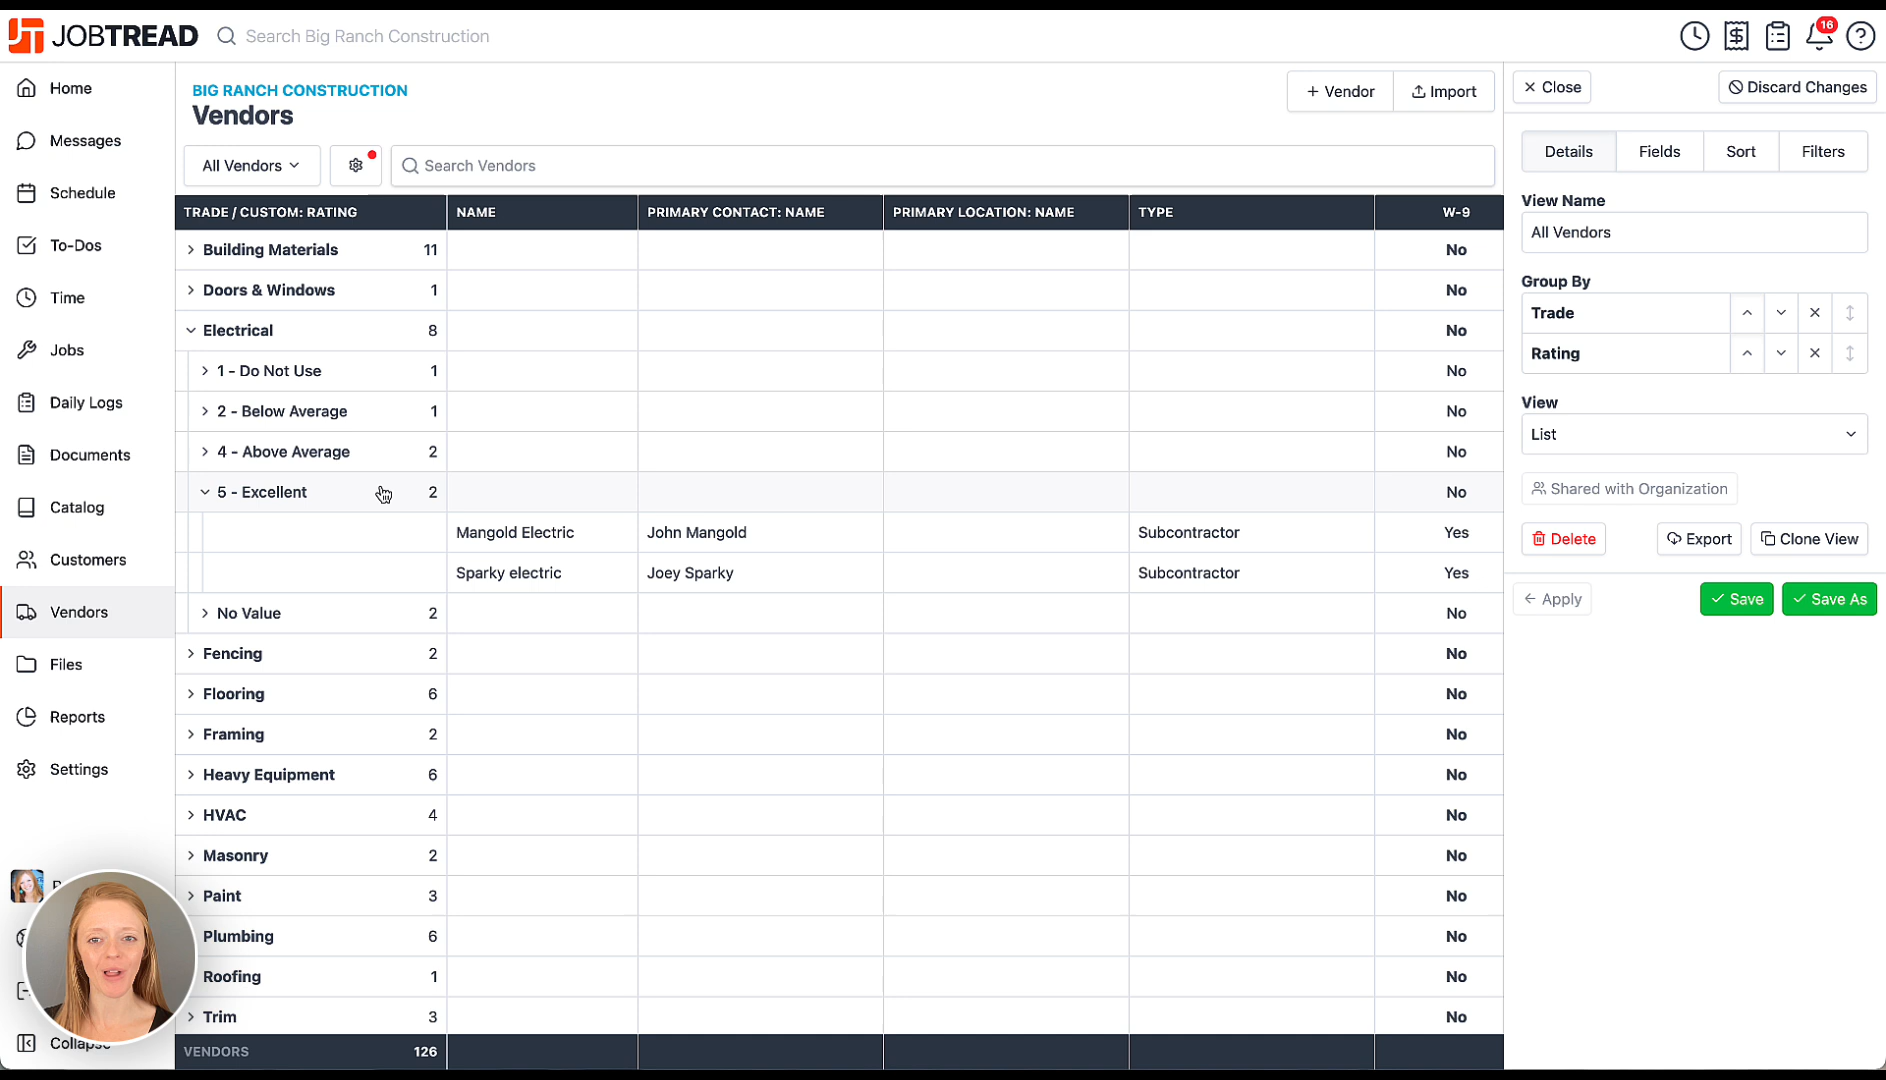 JOBTREAD
Search Big Ranch Construction
16
Home
Messages
Schedule
To-Dos
Time
Jobs
Daily Logs
Documents
Catalog
Customers
Vendors
Files
Reports
Settings
Collapse
BIG RANCH CONSTRUCTION
Vendors
+ Vendor
Import
All Vendors
Search Vendors
TRADE / CUSTOM: RATING NAME PRIMARY CONTACT: NAME PRIMARY LOCATION: NAME TYPE W-9
Building Materials 11 No
Doors & Windows 1 No
Electrical 8 No
1 - Do Not Use 1 No
2 - Below Average 1 No
4 - Above Average 2 No
5 - Excellent 2 No
Mangold Electric John Mangold Subcontractor Yes
Sparky electric Joey Sparky Subcontractor Yes
No Value 2 No
Fencing 2 No
Flooring 6 No
Framing 2 No
Heavy Equipment 6 No
HVAC 4 No
Masonry 2 No
Paint 3 No
Plumbing 6 No
Roofing 1 No
Trim 3 No
VENDORS 126
Close
Discard Changes
Details Fields Sort Filters
View Name
All Vendors
Group By
Trade
Rating
View
List
Shared with Organization
Delete
Export
Clone View
Apply
Save
Save As